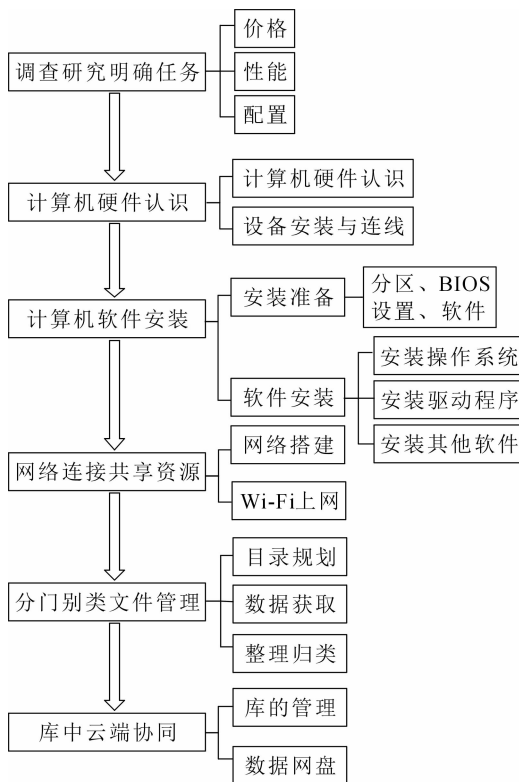 价格
调查研究明确任务
性能
配置
计算机硬件认识
计算机硬件认识
设备安装与连线
计算机软件安装
安装准备
分区、BIOS
设置、软件
软件安装
安装操作系统
安装驱动程序
安装其他软件
网络连接共享资源
网络搭建
Wi-Fi上网
分门别类文件管理
目录规划
数据获取
整理归类
库中云端协同
库的管理
数据网盘